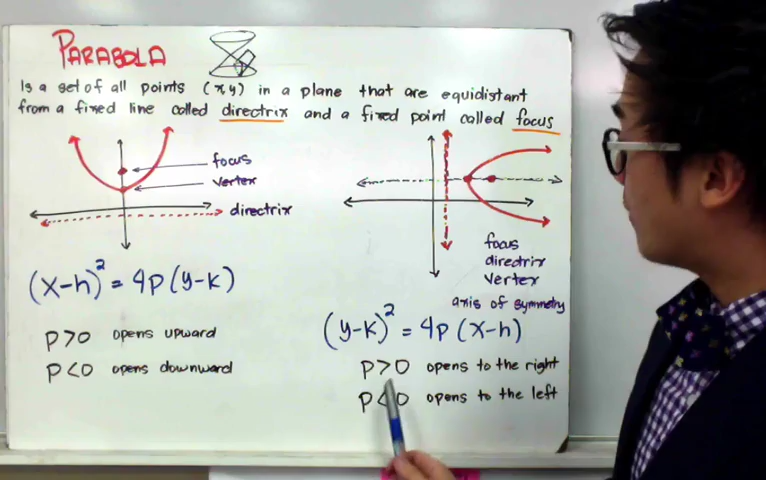 PARABOLA
Is a set of all points (x,y) in a plane that are equidistant
from a fixed line called directrix and a fixed point called focus
focus
vertex
directrix
(x-h)² = 4p(y-k)
p>0 opens upward
p<0 opens downward
focus
directrix
vertex
axis of symmetry
(y-k)² = 4p(x-h)
p>0 opens to the right
p<0 opens to the left